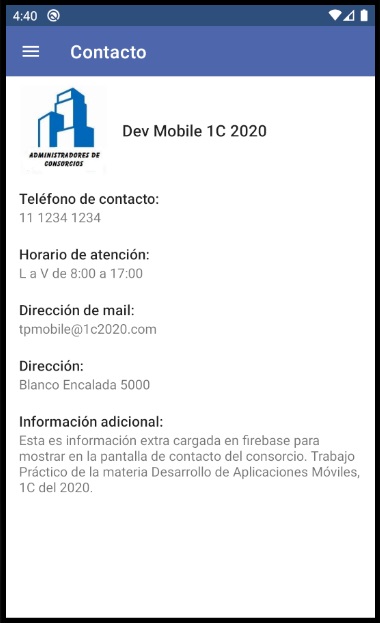 4:40
Contacto
ADMINISTRADORES DE
CONSORCIOS
Dev Mobile 1C 2020
Teléfono de contacto:
11 1234 1234
Horario de atención:
L a V de 8:00 a 17:00
Dirección de mail:
tpmobile@1c2020.com
Dirección:
Blanco Encalada 5000
Información adicional:
Esta es información extra cargada en firebase para
mostrar en la pantalla de contacto del consorcio. Trabajo
Práctico de la materia Desarrollo de Aplicaciones Móviles,
1C del 2020.